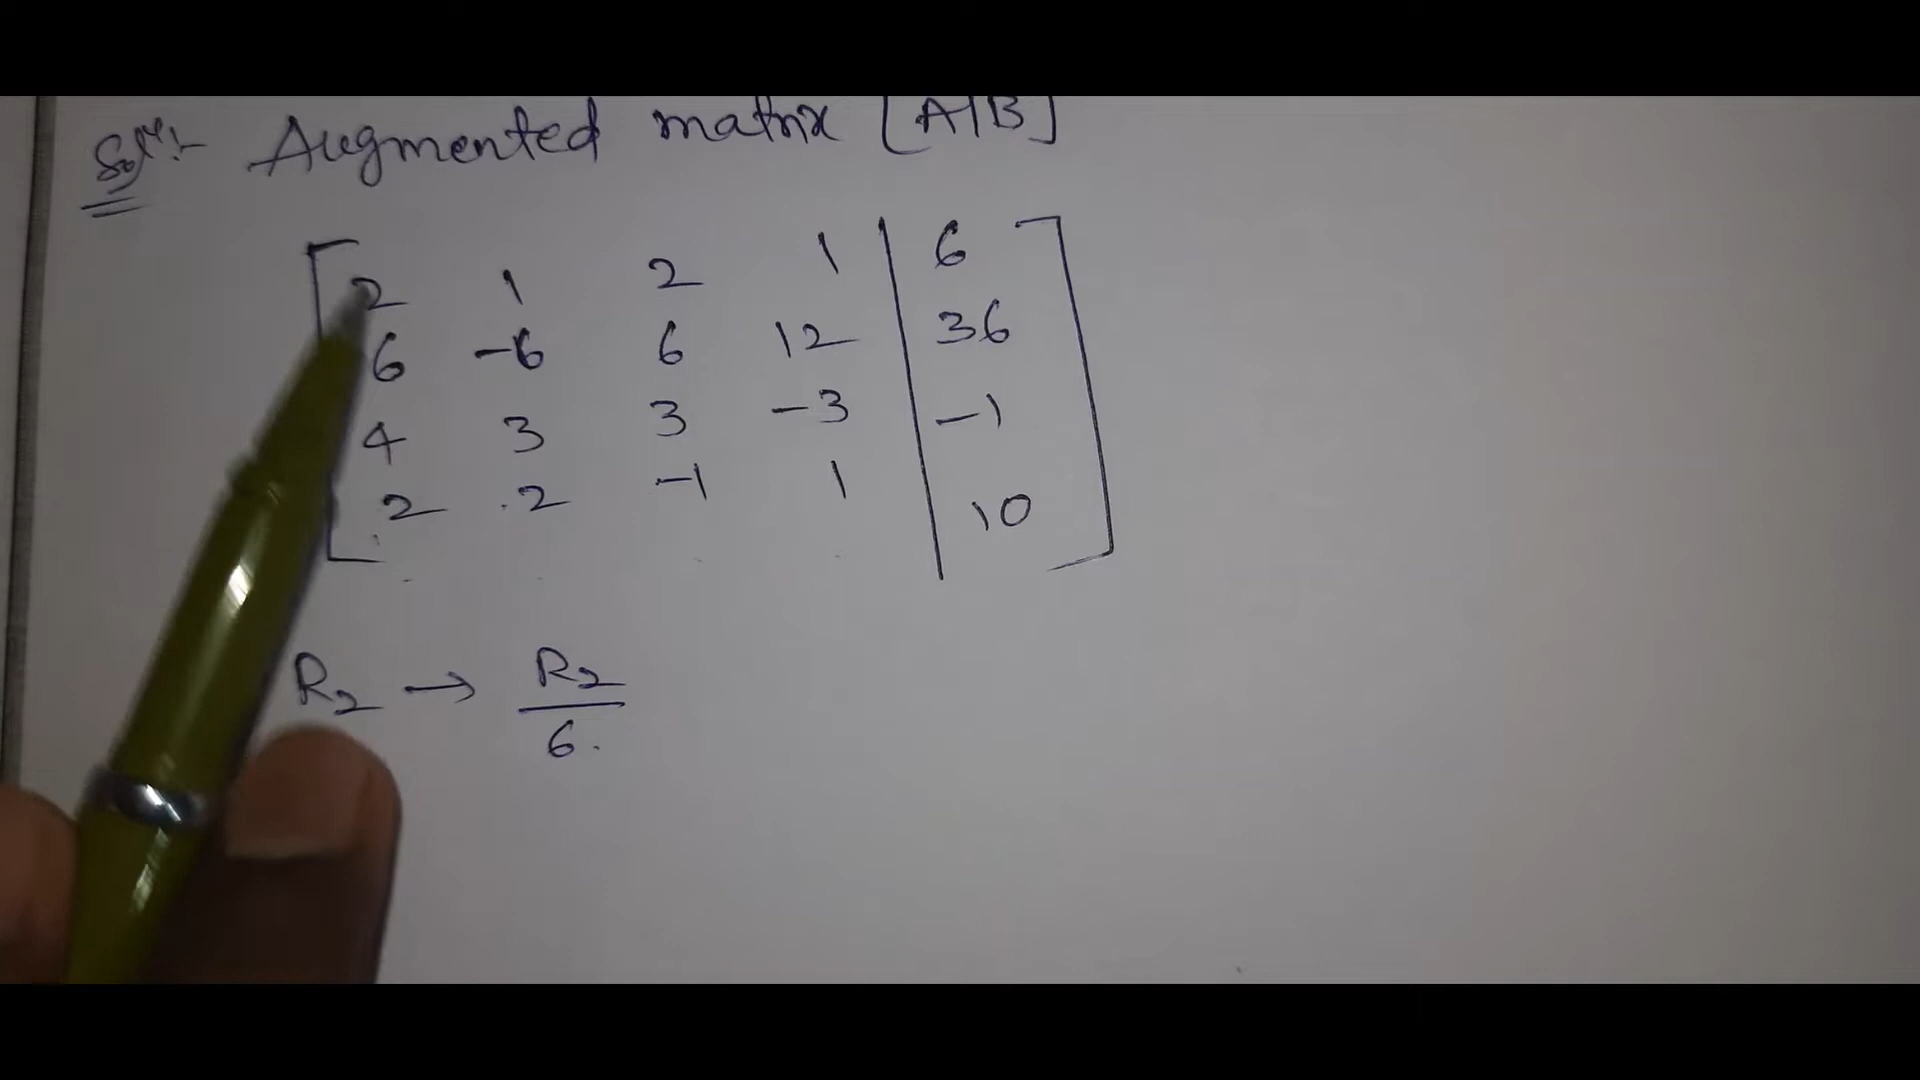 Solⁿ:- Augmented matrix [A|B]
2 1 2 1 | 6
6 -6 6 12 | 36
4 3 3 -3 | -1
2 2 -1 1 | 10
R₂ → R₂
6